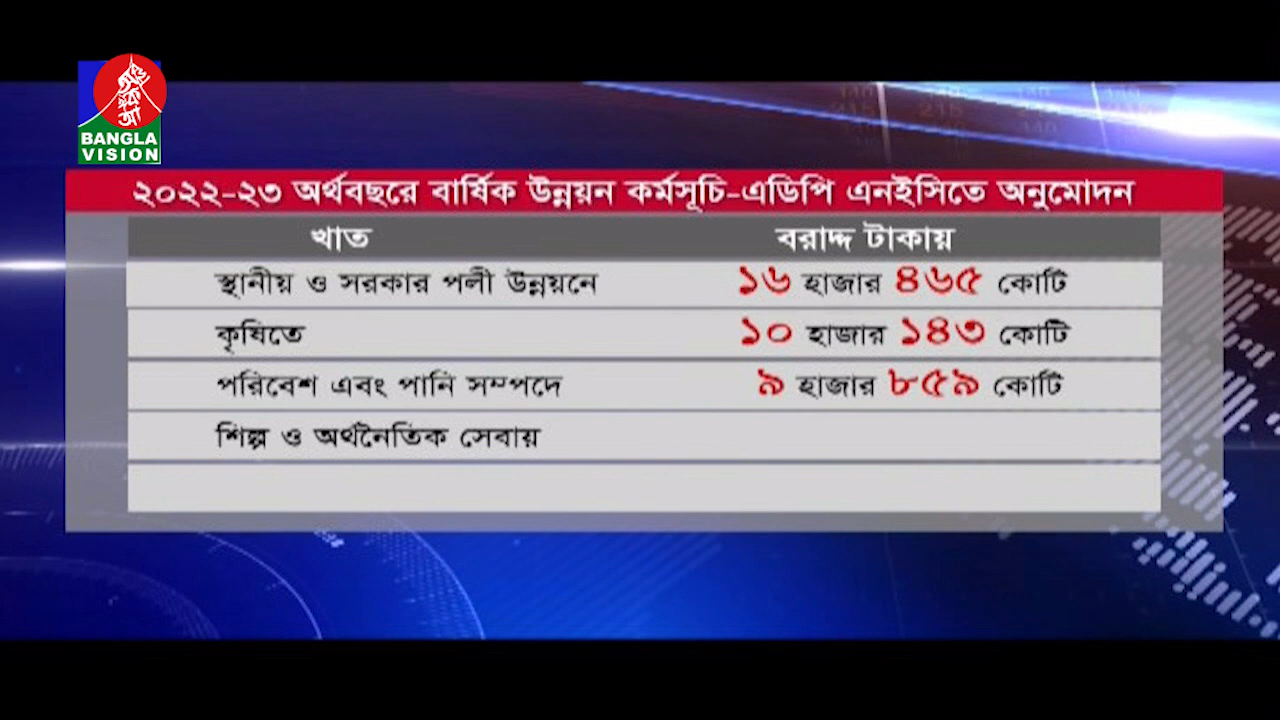 BANGLA
VISION
২০২২-২৩ অর্থবছরে বার্ষিক উন্নয়ন কর্মসূচি-এডিপি এনইসিতে অনুমোদন
খাত বরাদ্দ টাকায়
স্থানীয় ও সরকার পলী উন্নয়নে ১৬ হাজার ৪৬৫ কোটি
কৃষিতে ১০ হাজার ১৪৩ কোটি
পরিবেশ এবং পানি সম্পদে ৯ হাজার ৮৫৯ কোটি
শিল্প ও অর্থনৈতিক সেবায়